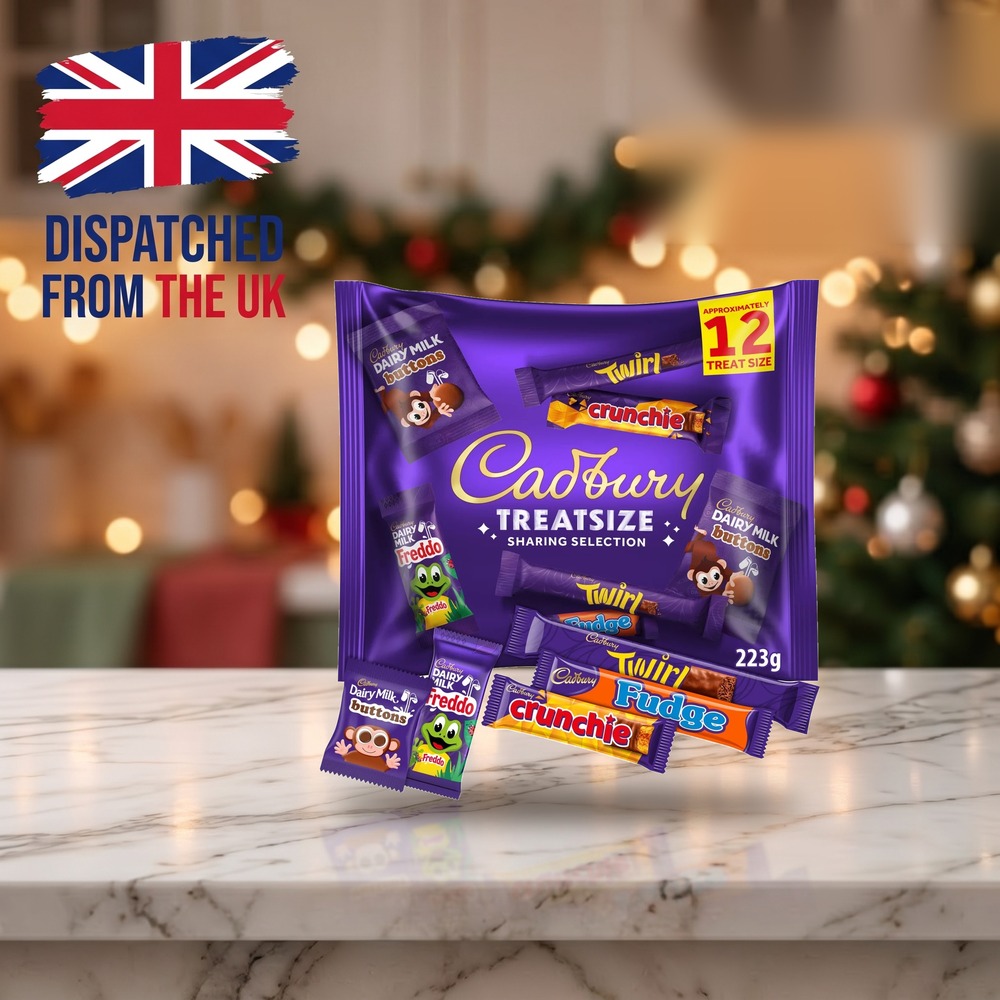 DISPATCHED
FROM THE UK
APPROXIMATELY
12
TREAT SIZE
Cadbury
DAIRY MILK
buttons
Twirl
crunchie
Cadbury
TREATSIZE
SHARING SELECTION
Cadbury
DAIRY MILK
buttons
Cadbury
DAIRY
MILK
Freddo
Freddo
Twirl
Fudge
223g
Cadbury
Twirl
Cadbury
Fudge
Cadbury
crunchie
Cadbury
DAIRY
MILK
Freddo
Freddo
Cadbury
Dairy Milk
buttons